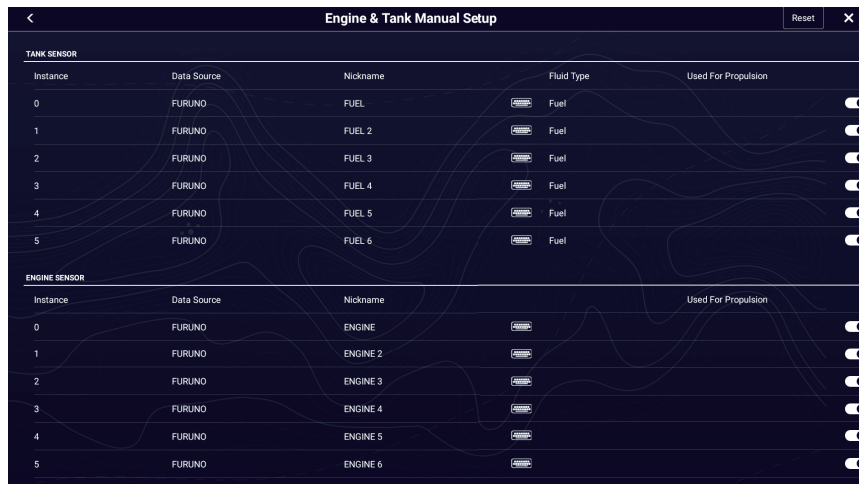 Engine & Tank Manual Setup Reset
TANK SENSOR
Instance Data Source Nickname Fluid Type Used For Propulsion
0 FURUNO FUEL Fuel
1 FURUNO FUEL 2 Fuel
2 FURUNO FUEL 3 Fuel
3 FURUNO FUEL 4 Fuel
4 FURUNO FUEL 5 Fuel
5 FURUNO FUEL 6 Fuel
ENGINE SENSOR
Instance Data Source Nickname Used For Propulsion
0 FURUNO ENGINE
1 FURUNO ENGINE 2
2 FURUNO ENGINE 3
3 FURUNO ENGINE 4
4 FURUNO ENGINE 5
5 FURUNO ENGINE 6